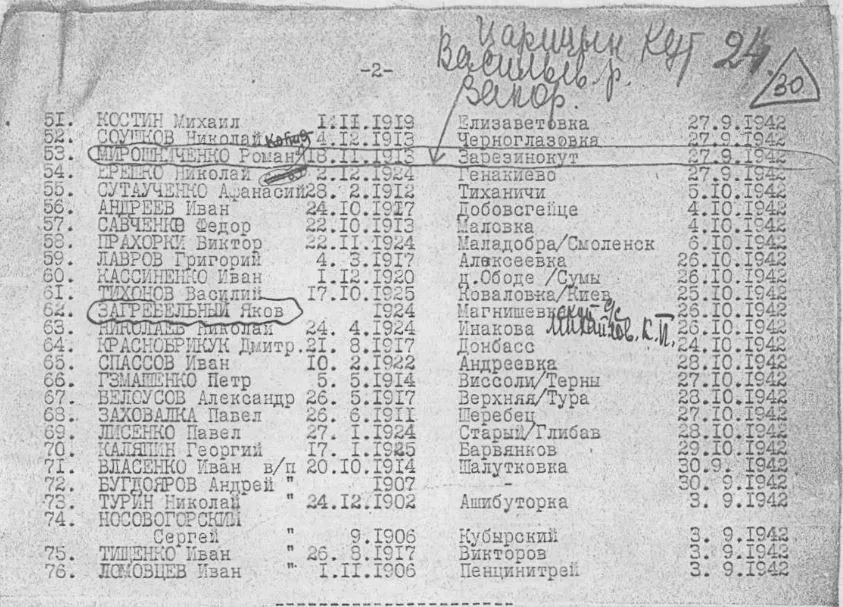 Царицын Кут 24
Васильев. р.
Запор.
-2-
30
51. КОСТИН Михаил I.II.1919 Елизаветовка 27.9.1942
52. СОУШКОВ Николай 4.12.1913 Черноглазовка 27.9.1942
53. МИРОШНИЧЕНКО Роман 18.11.1913 Зарезинокут 27.9.1942
54. ЕРЕШКО Николай 2.12.1924 Генакиево 27.9.1942
55. СУТАУЧЕНКО Афанасий 28. 2.1912 Тиханичи 5.10.1942
56. АНДРЕЕВ Иван 24.10.1917 Добовсгейце 4.10.1942
57. САВЧЕНКО Федор 22.10.1913 Маловка 4.10.1942
58. ПРАХОРКИ Виктор 22.11.1924 Маладобра/Смоленск 6.10.1942
59. ЛАВРОВ Григорий 4. 3.1917 Алексеевка 26.10.1942
60. КАССИНЕНКО Иван 1.12.1920 д.Ободе /Сумы 26.10.1942
61. ТИХОНОВ Василий 17.10.1925 Коваловка/Киев 25.10.1942
62. ЗАГРЕБЕЛЬНЫЙ Яков 1924 Магнишевк 26.10.1942
63. НИКОЛАЕВ Николай 24. 4.1924 Инакова Михайлов. К.П. 26.10.1942
64. КРАСНОБРИКУК Дмитр. 21. 8.1917 Донбасс 24.10.1942
65. СПАССОВ Иван 10. 2.1922 Андреевка 28.10.1942
66. ГЗМАШЕНКО Петр 5. 5.1914 Виссоли/Терны 27.10.1942
67. БЕЛОУСОВ Александр 26. 5.1917 Верхняя/Тура 28.10.1942
68. ЗАХОВАЛКА Павел 26. 6.1911 Шеребец 27.10.1942
69. ЛИСЕНКО Павел 27. 1.1924 Старый/Глибав 28.10.1942
70. КАЛЯПИН Георгий 17. 1.1925 Барвянков 29.10.1942
71. ВЛАСЕНКО Иван в/п 20.10.1914 Шалутковка 30.9. 1942
72. БУГДОЯРОВ Андрей " 1907 - 30. 9.1942
73. ТУРИН Николай " 24.12.1902 Ашибуторка 3. 9.1942
74. НОСОВОГОРСКИЙ
Сергей " 9.1906 Кубырский 3. 9.1942
75. ТИЩЕНКО Иван " 26. 8.1917 Викторов 3. 9.1942
76. ЛОМОВЦЕВ Иван " I.II.1906 Пенцинитрей 3. 9.1942